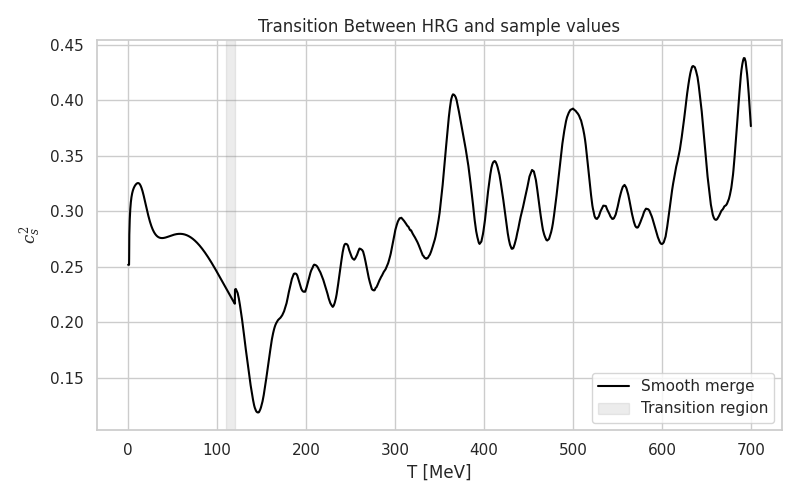 Transition Between HRG and sample values
0.45
0.40
0.35
0.30
0.25
0.20
0.15
c_s^2
0 100 200 300 400 500 600 700
T [MeV]
Smooth merge
Transition region